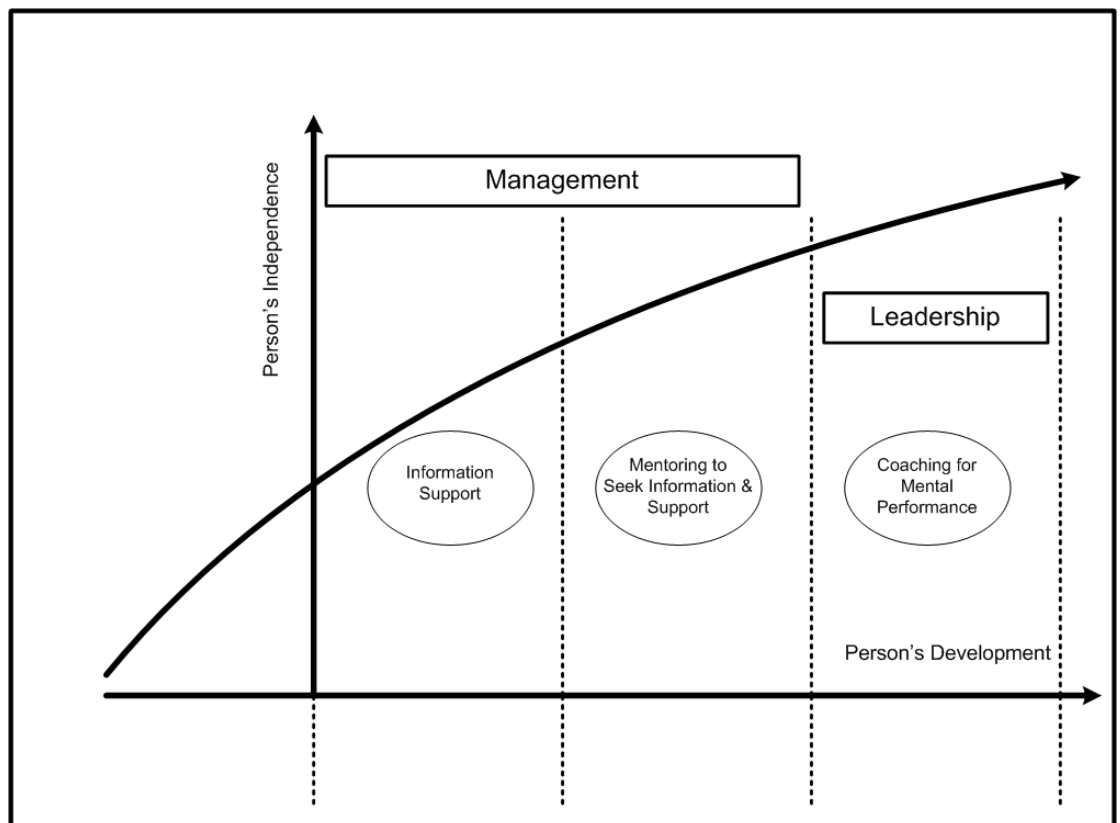 Management
Person's Independence
Leadership
Information
Support
Mentoring to
Seek Information &
Support
Coaching for
Mental
Performance
Person's Development